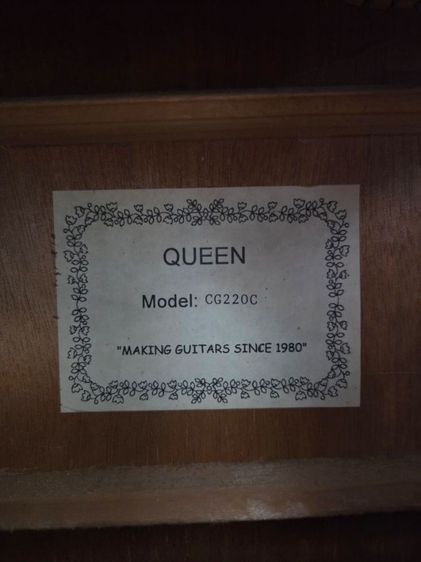 QUEEN
Model: CG220C
"MAKING GUITARS SINCE 1980"